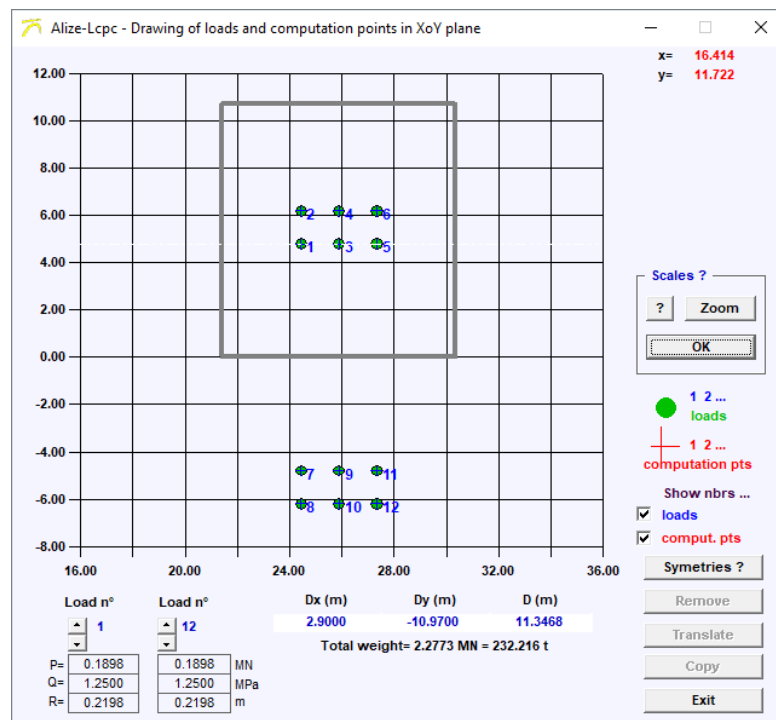 Alize-Lcpc - Drawing of loads and computation points in XoY plane
x= 16.414
y= 11.722
12.00
10.00
8.00
6.00
4.00
2.00
0.00
-2.00
-4.00
-6.00
-8.00
2 4 6
1 3 5
7 9 11
8 10 12
16.00 20.00 24.00 28.00 32.00 36.00
Scales ?
? Zoom
OK
1 2 ...
loads
1 2 ...
computation pts
Show nbrs ...
loads
comput. pts
Symetries ?
Remove
Translate
Copy
Exit
Load n° Load n° Dx (m) Dy (m) D (m)
1 12 2.9000 -10.9700 11.3468
Total weight= 2.2773 MN = 232.216 t
P= 0.1898 0.1898 MN
Q= 1.2500 1.2500 MPa
R= 0.2198 0.2198 m